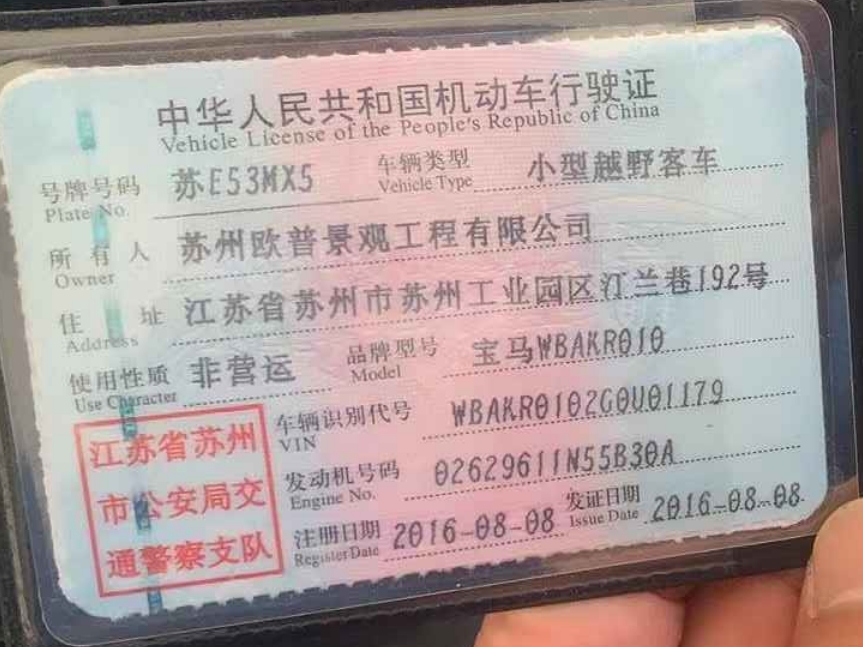 中华人民共和国机动车行驶证
Vehicle License of the People's Republic of China
号牌号码 苏E53MX5 车辆类型 小型越野客车
Plate No. Vehicle Type
所有人 苏州欧普景观工程有限公司
Owner
住址 江苏省苏州市苏州工业园区汀兰巷192号
Address
使用性质 非营运 品牌型号 宝马WBAKR010
Use Character Model
车辆识别代号 WBAKR0102G0U01179
VIN
发动机号码 02629611N55B30A
Engine No.
注册日期 2016-08-08 发证日期 2016-08-08
Register Date Issue Date
江苏省苏州
市公安局交
通警察支队